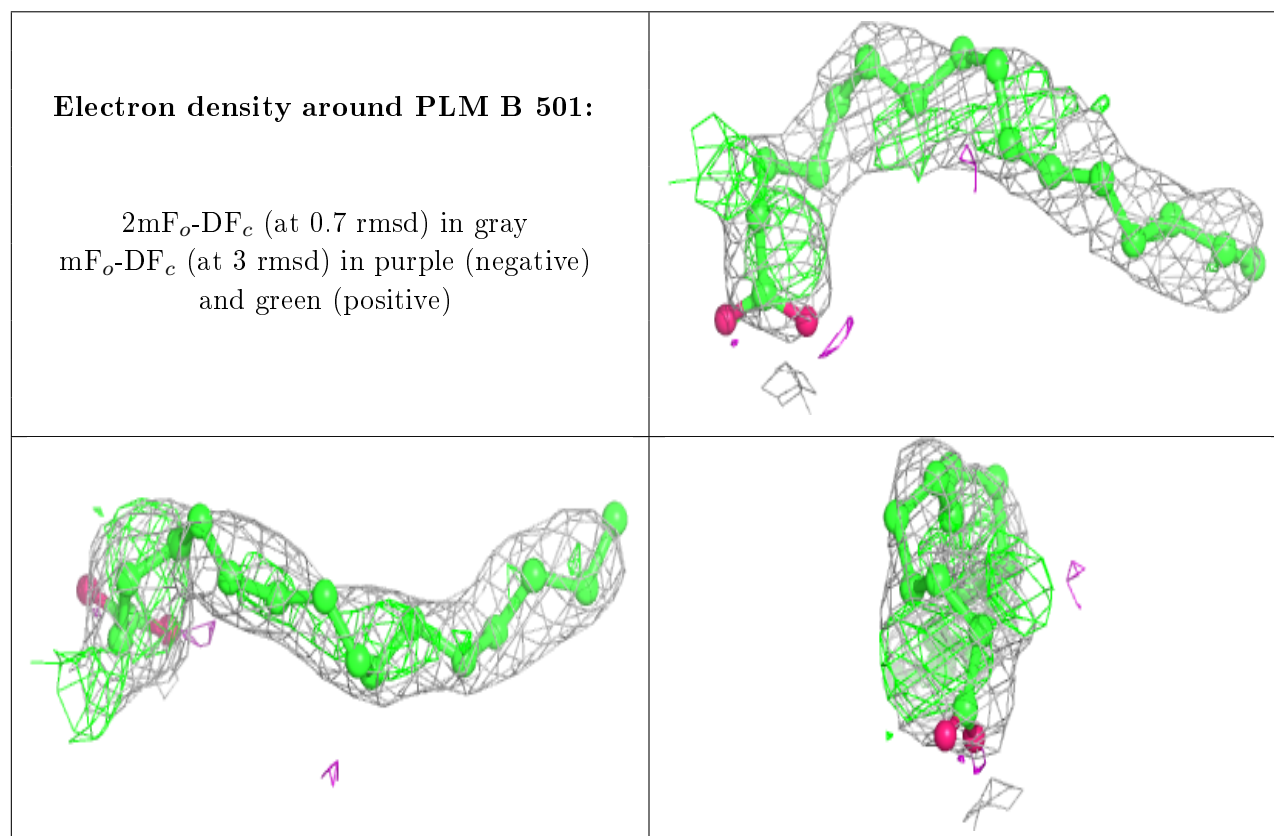 Electron density around PLM B 501:
2mFₒ-DF𝒸 (at 0.7 rmsd) in gray
mFₒ-DF𝒸 (at 3 rmsd) in purple (negative)
and green (positive)